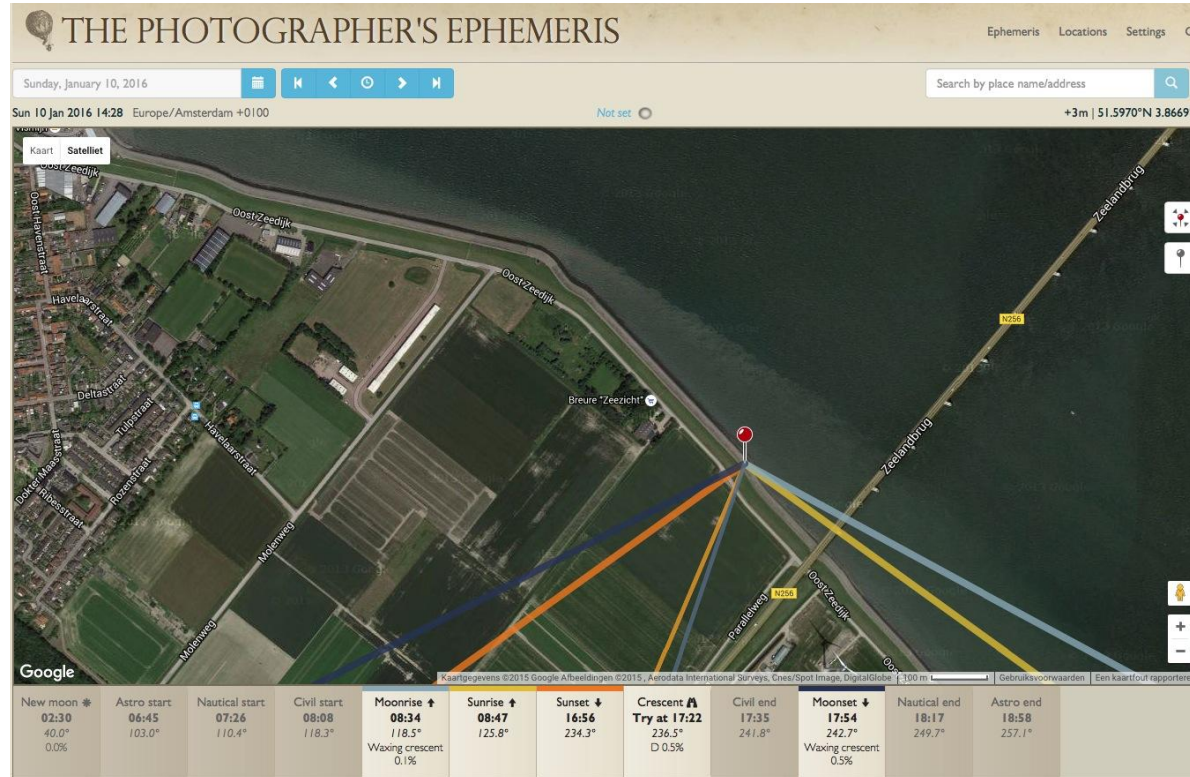 THE PHOTOGRAPHER'S EPHEMERIS
Ephemeris Locations Settings
Sunday, January 10, 2016
Search by place name/address
Sun 10 Jan 2016 14:28 Europe/Amsterdam +0100
Not set
+3m | 51.5970°N 3.8669
Kaart Satelliet
Oost Zeedijk
Oost Zeedijk
Oost Zeedijk
Zeelandbrug
Oost Havenstraat
Havelaarstraat
N256
Deltastraat
Tulpstraat
Breure "Zeezicht"
Havelaarstraat
Zeelandbrug
Dokter Maasstraat
Rozenstraat
Ribesstraat
Molenweg
Oost Zeedijk
N256
Parallelweg
Molenweg
Google
Kaartgegevens ©2015 Google Afbeeldingen ©2015 , Aerodata International Surveys, Cnes/Spot Image, DigitalGlobe
100 m
Gebruiksvoorwaarden
Een kaartfout rapportere
New moon
02:30
40.0°
0.0%
Astro start
06:45
103.0°
Nautical start
07:26
110.4°
Civil start
08:08
118.3°
Moonrise
08:34
118.5°
Waxing crescent
0.1%
Sunrise
08:47
125.8°
Sunset
16:56
234.3°
Crescent
Try at 17:22
236.5°
D 0.5%
Civil end
17:35
241.8°
Moonset
17:54
242.7°
Waxing crescent
0.5%
Nautical end
18:17
249.7°
Astro end
18:58
257.1°